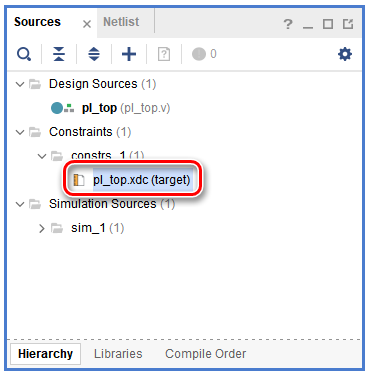 Sources Netlist
? 
0
Design Sources (1)
pl_top (pl_top.v)
Constraints (1)
constrs_1 (1)
pl_top.xdc (target)
Simulation Sources (1)
sim_1 (1)
Hierarchy Libraries Compile Order